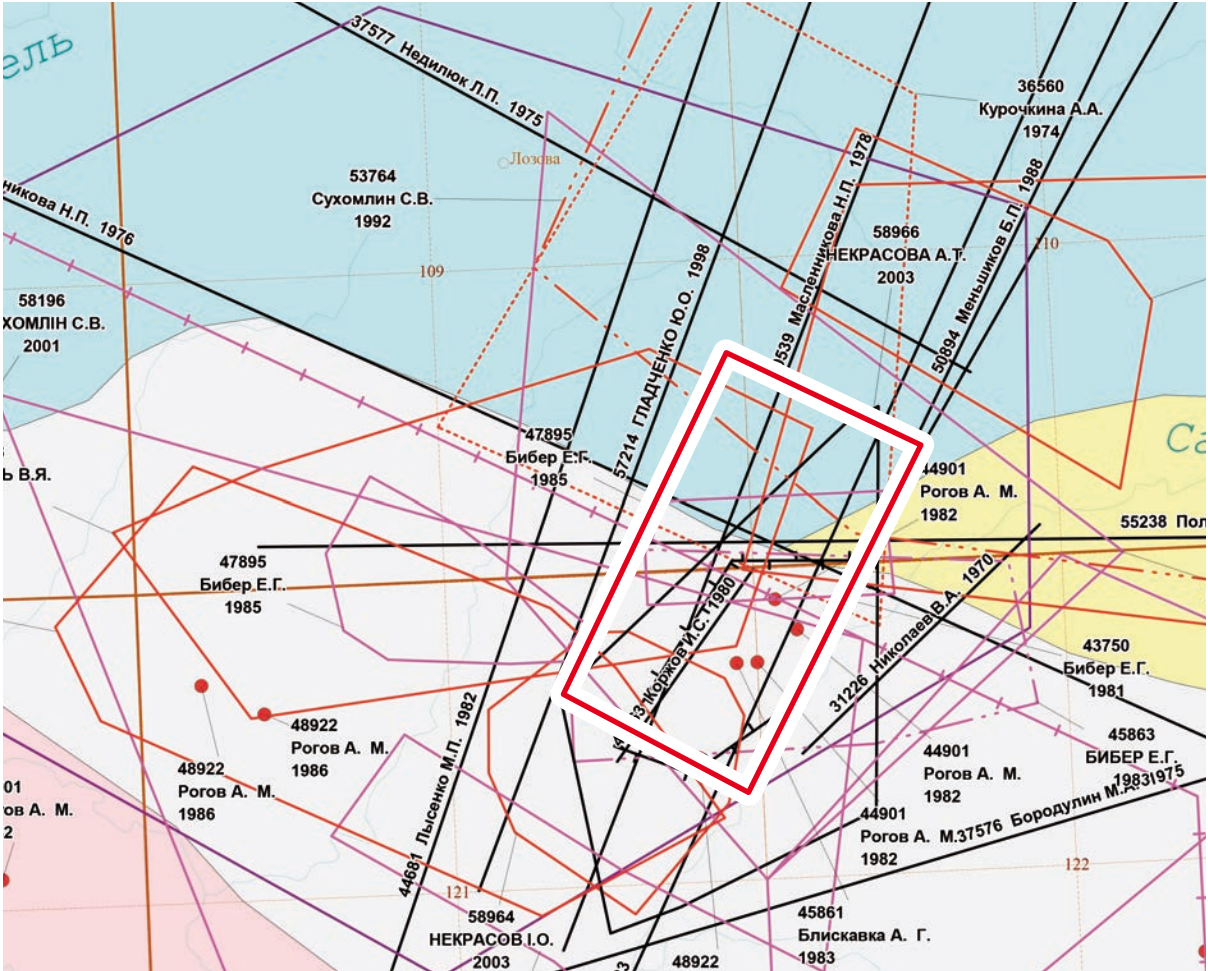 ель
37577 Недилюк Л.П. 1975
36560
Курочкина А.А.
1974
Лозова
53764
Сухомлин С.В.
1992
никова Н.П. 1976
Масленникова Н.П. 1978
50894 Меньшиков Б.П. 1988
58966
НЕКРАСОВА А.Т.
2003
110
109
58196
ХОМЛІН С.В.
2001
57214 ГЛАДЧЕНКО Ю.О. 1998
47895
Бибер Е.Г.
1985
Ь В.Я.
Са
44901
Рогов А. М.
1982
55238 Пол
47895
Бибер Е.Г.
1985
Коржов И.С. 1980
31226 Николаев В.А. 1970
43750
Бибер Е.Г.
1981
48922
Рогов А. М.
1986
48922
Рогов А. М.
1986
44681 Лысенко М.П. 1982
45863
БИБЕР Е.Г.
1983
44901
Рогов А. М.
1982
01
ов А. М.
2
44901
Рогов А. М.
1982
37576 Бородулин М.А. 1975
122
121
58964
НЕКРАСОВ І.О.
2003
45861
Блискавка А. Г.
1983
48922